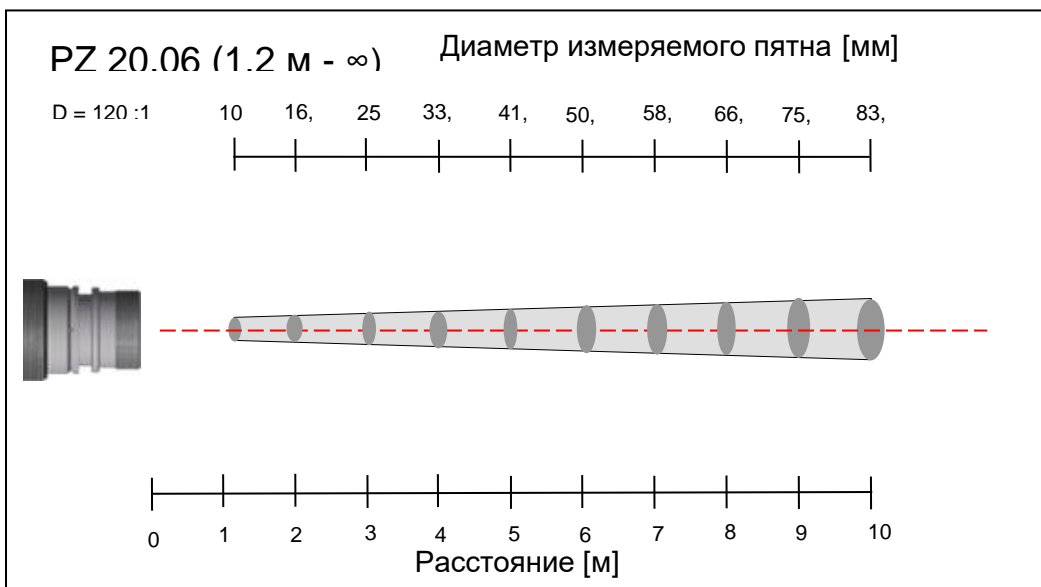 PZ 20.06 (1.2 м - ∞)
Диаметр измеряемого пятна [мм]
D = 120 :1
10 16, 25 33, 41, 50, 58, 66, 75, 83,
0 1 2 3 4 5 6 7 8 9 10
Расстояние [м]